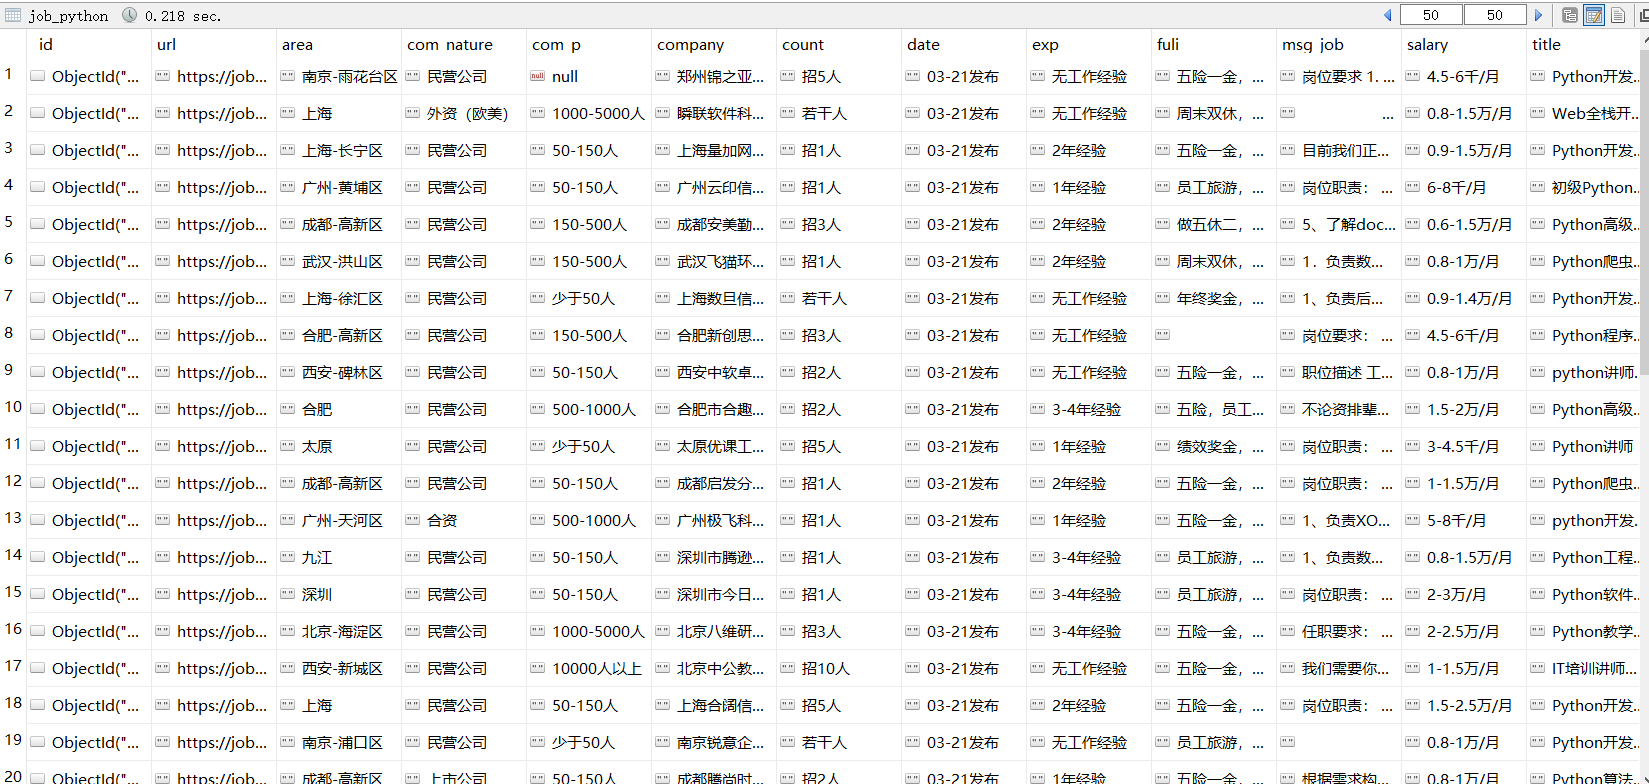 job_python 0.218 sec. 50 50
id url area com_nature com_p company count date exp fuli msg_job salary title
1 ObjectId("... "" https://job... "" 南京-雨花台区 "" 民营公司 null null "" 郑州锦之亚... "" 招5人 "" 03-21发布 "" 无工作经验 "" 五险一金，... "" 岗位要求 1. ... "" 4.5-6千/月 "" Python开发...
2 ObjectId("... "" https://job... "" 上海 "" 外资（欧美） "" 1000-5000人 "" 瞬联软件科... "" 若干人 "" 03-21发布 "" 无工作经验 "" 周末双休，... "" ... "" 0.8-1.5万/月 "" Web全栈开...
3 ObjectId("... "" https://job... "" 上海-长宁区 "" 民营公司 "" 50-150人 "" 上海量加网... "" 招1人 "" 03-21发布 "" 2年经验 "" 五险一金，... "" 目前我们正... "" 0.9-1.5万/月 "" Python开发...
4 ObjectId("... "" https://job... "" 广州-黄埔区 "" 民营公司 "" 50-150人 "" 广州云印信... "" 招1人 "" 03-21发布 "" 1年经验 "" 员工旅游，... "" 岗位职责： ... "" 6-8千/月 "" 初级Python...
5 ObjectId("... "" https://job... "" 成都-高新区 "" 民营公司 "" 150-500人 "" 成都安美勤... "" 招3人 "" 03-21发布 "" 2年经验 "" 做五休二，... "" 5、了解doc... "" 0.6-1.5万/月 "" Python高级...
6 ObjectId("... "" https://job... "" 武汉-洪山区 "" 民营公司 "" 150-500人 "" 武汉飞猫环... "" 招1人 "" 03-21发布 "" 2年经验 "" 周末双休，... "" 1．负责数... "" 0.8-1万/月 "" Python爬虫...
7 ObjectId("... "" https://job... "" 上海-徐汇区 "" 民营公司 "" 少于50人 "" 上海数旦信... "" 若干人 "" 03-21发布 "" 无工作经验 "" 年终奖金，... "" 1、负责后... "" 0.9-1.4万/月 "" Python开发...
8 ObjectId("... "" https://job... "" 合肥-高新区 "" 民营公司 "" 150-500人 "" 合肥新创思... "" 招3人 "" 03-21发布 "" 无工作经验 "" "" 岗位要求： ... "" 4.5-6千/月 "" Python程序...
9 ObjectId("... "" https://job... "" 西安-碑林区 "" 民营公司 "" 50-150人 "" 西安中软卓... "" 招2人 "" 03-21发布 "" 无工作经验 "" 五险一金，... "" 职位描述 工... "" 0.8-1万/月 "" python讲师...
10 ObjectId("... "" https://job... "" 合肥 "" 民营公司 "" 500-1000人 "" 合肥市合趣... "" 招2人 "" 03-21发布 "" 3-4年经验 "" 五险，员工... "" 不论资排辈... "" 1.5-2万/月 "" Python高级...
11 ObjectId("... "" https://job... "" 太原 "" 民营公司 "" 少于50人 "" 太原优课工... "" 招5人 "" 03-21发布 "" 1年经验 "" 绩效奖金，... "" 岗位职责： ... "" 3-4.5千/月 "" Python讲师
12 ObjectId("... "" https://job... "" 成都-高新区 "" 民营公司 "" 50-150人 "" 成都启发分... "" 招1人 "" 03-21发布 "" 2年经验 "" 五险一金，... "" 岗位职责： ... "" 1-1.5万/月 "" Python爬虫...
13 ObjectId("... "" https://job... "" 广州-天河区 "" 合资 "" 500-1000人 "" 广州极飞科... "" 招1人 "" 03-21发布 "" 1年经验 "" 五险一金，... "" 1、负责XO... "" 5-8千/月 "" python开发...
14 ObjectId("... "" https://job... "" 九江 "" 民营公司 "" 50-150人 "" 深圳市腾逊... "" 招1人 "" 03-21发布 "" 3-4年经验 "" 员工旅游，... "" 1、负责数... "" 0.8-1.5万/月 "" Python工程...
15 ObjectId("... "" https://job... "" 深圳 "" 民营公司 "" 50-150人 "" 深圳市今日... "" 招1人 "" 03-21发布 "" 3-4年经验 "" 员工旅游，... "" 岗位职责： ... "" 2-3万/月 "" Python软件...
16 ObjectId("... "" https://job... "" 北京-海淀区 "" 民营公司 "" 1000-5000人 "" 北京八维研... "" 招3人 "" 03-21发布 "" 3-4年经验 "" 五险一金，... "" 任职要求： ... "" 2-2.5万/月 "" Python教学...
17 ObjectId("... "" https://job... "" 西安-新城区 "" 民营公司 "" 10000人以上 "" 北京中公教... "" 招10人 "" 03-21发布 "" 无工作经验 "" 五险一金，... "" 我们需要你... "" 1-1.5万/月 "" IT培训讲师...
18 ObjectId("... "" https://job... "" 上海 "" 民营公司 "" 50-150人 "" 上海合阔信... "" 招5人 "" 03-21发布 "" 2年经验 "" 五险一金，... "" 岗位职责： ... "" 1.5-2.5万/月 "" Python开发...
19 ObjectId("... "" https://job... "" 南京-浦口区 "" 民营公司 "" 少于50人 "" 南京锐意企... "" 若干人 "" 03-21发布 "" 无工作经验 "" 员工旅游，... "" "" 0.8-1万/月 "" Python开发...
20 ObjectId("... "" https://job... "" 成都-高新区 "" 上市公司 "" 50-150人 "" 成都腾尚时... "" 招2人 "" 03-21发布 "" 1年经验 "" 五险一金，... "" 根据需求构... "" 0.8-1万/月 "" Python算法...